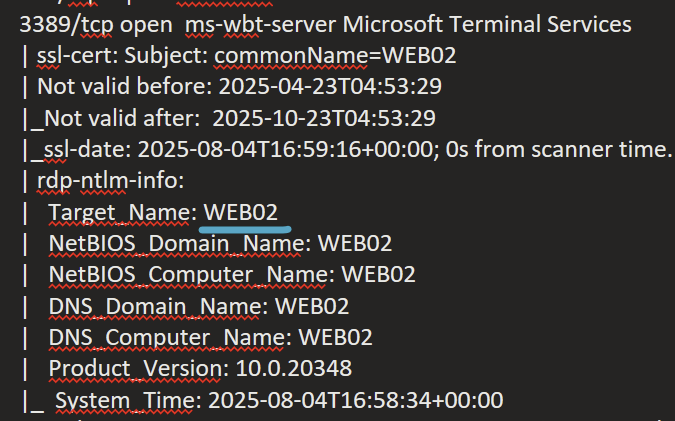 3389/tcp open  ms-wbt-server Microsoft Terminal Services
| ssl-cert: Subject: commonName=WEB02
| Not valid before: 2025-04-23T04:53:29
|_Not valid after:  2025-10-23T04:53:29
|_ssl-date: 2025-08-04T16:59:16+00:00; 0s from scanner time.
| rdp-ntlm-info:
|   Target_Name: WEB02
|   NetBIOS_Domain_Name: WEB02
|   NetBIOS_Computer_Name: WEB02
|   DNS_Domain_Name: WEB02
|   DNS_Computer_Name: WEB02
|   Product_Version: 10.0.20348
|_  System_Time: 2025-08-04T16:58:34+00:00